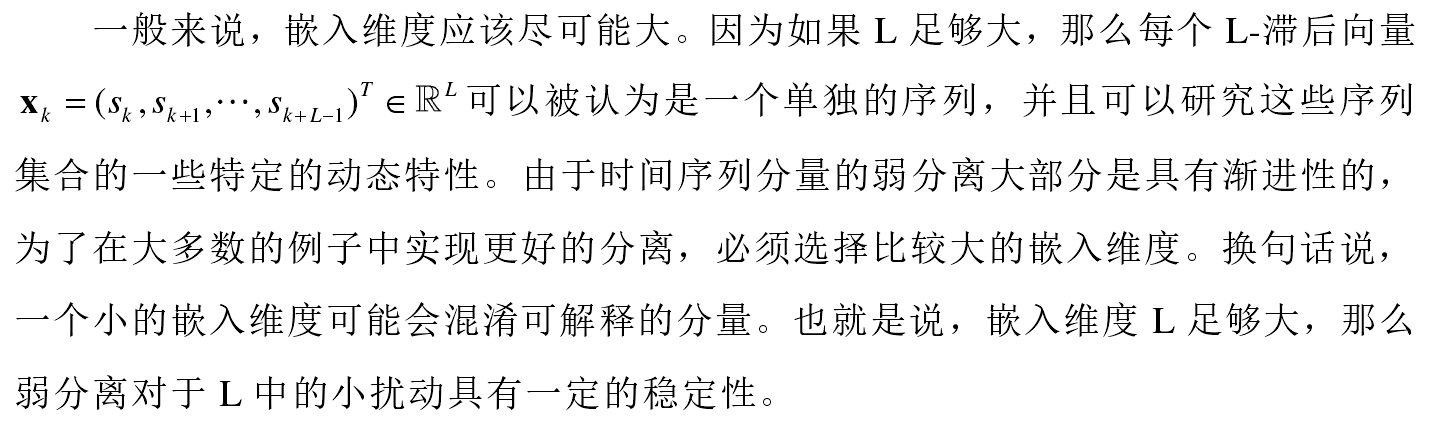 一般来说，嵌入维度应该尽可能大。因为如果 L 足够大，那么每个 L-滞后向量
𝐱ₖ = (sₖ, sₖ₊₁, ⋯, sₖ₊L₋₁)ᵀ ∈ ℝᴸ 可以被认为是一个单独的序列，并且可以研究这些序列
集合的一些特定的动态特性。由于时间序列分量的弱分离大部分是具有渐进性的，
为了在大多数的例子中实现更好的分离，必须选择比较大的嵌入维度。换句话说，
一个小的嵌入维度可能会混淆可解释的分量。也就是说，嵌入维度 L 足够大，那么
弱分离对于 L 中的小扰动具有一定的稳定性。